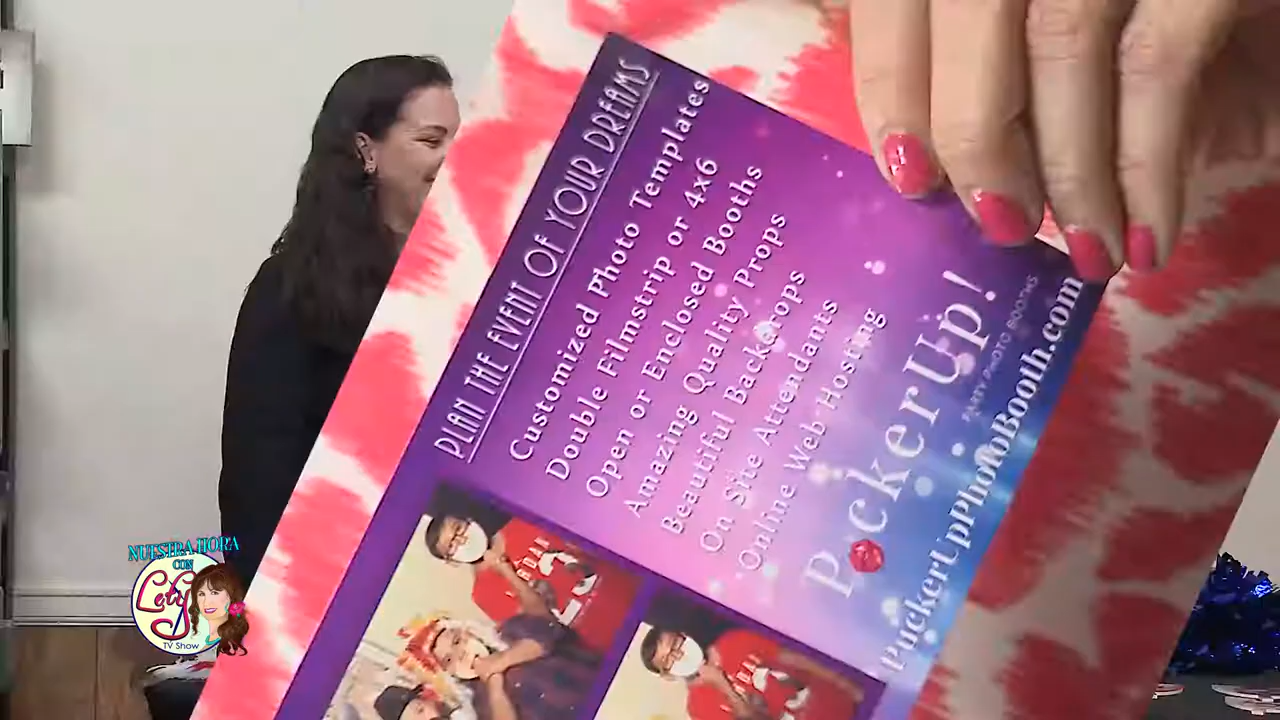 PLAN THE EVENT OF YOUR DREAMS
Customized Photo Templates
Double Filmstrip or 4x6
Open or Enclosed Booths
Amazing Quality Props
Beautiful Backdrops
On Site Attendants
Online Web Hosting
PuckerUp!
PARTY PHOTO BOOTHS
PuckerUpPhotoBooth.com
23
NUESTRA HORA
CON
Lety
TV Show